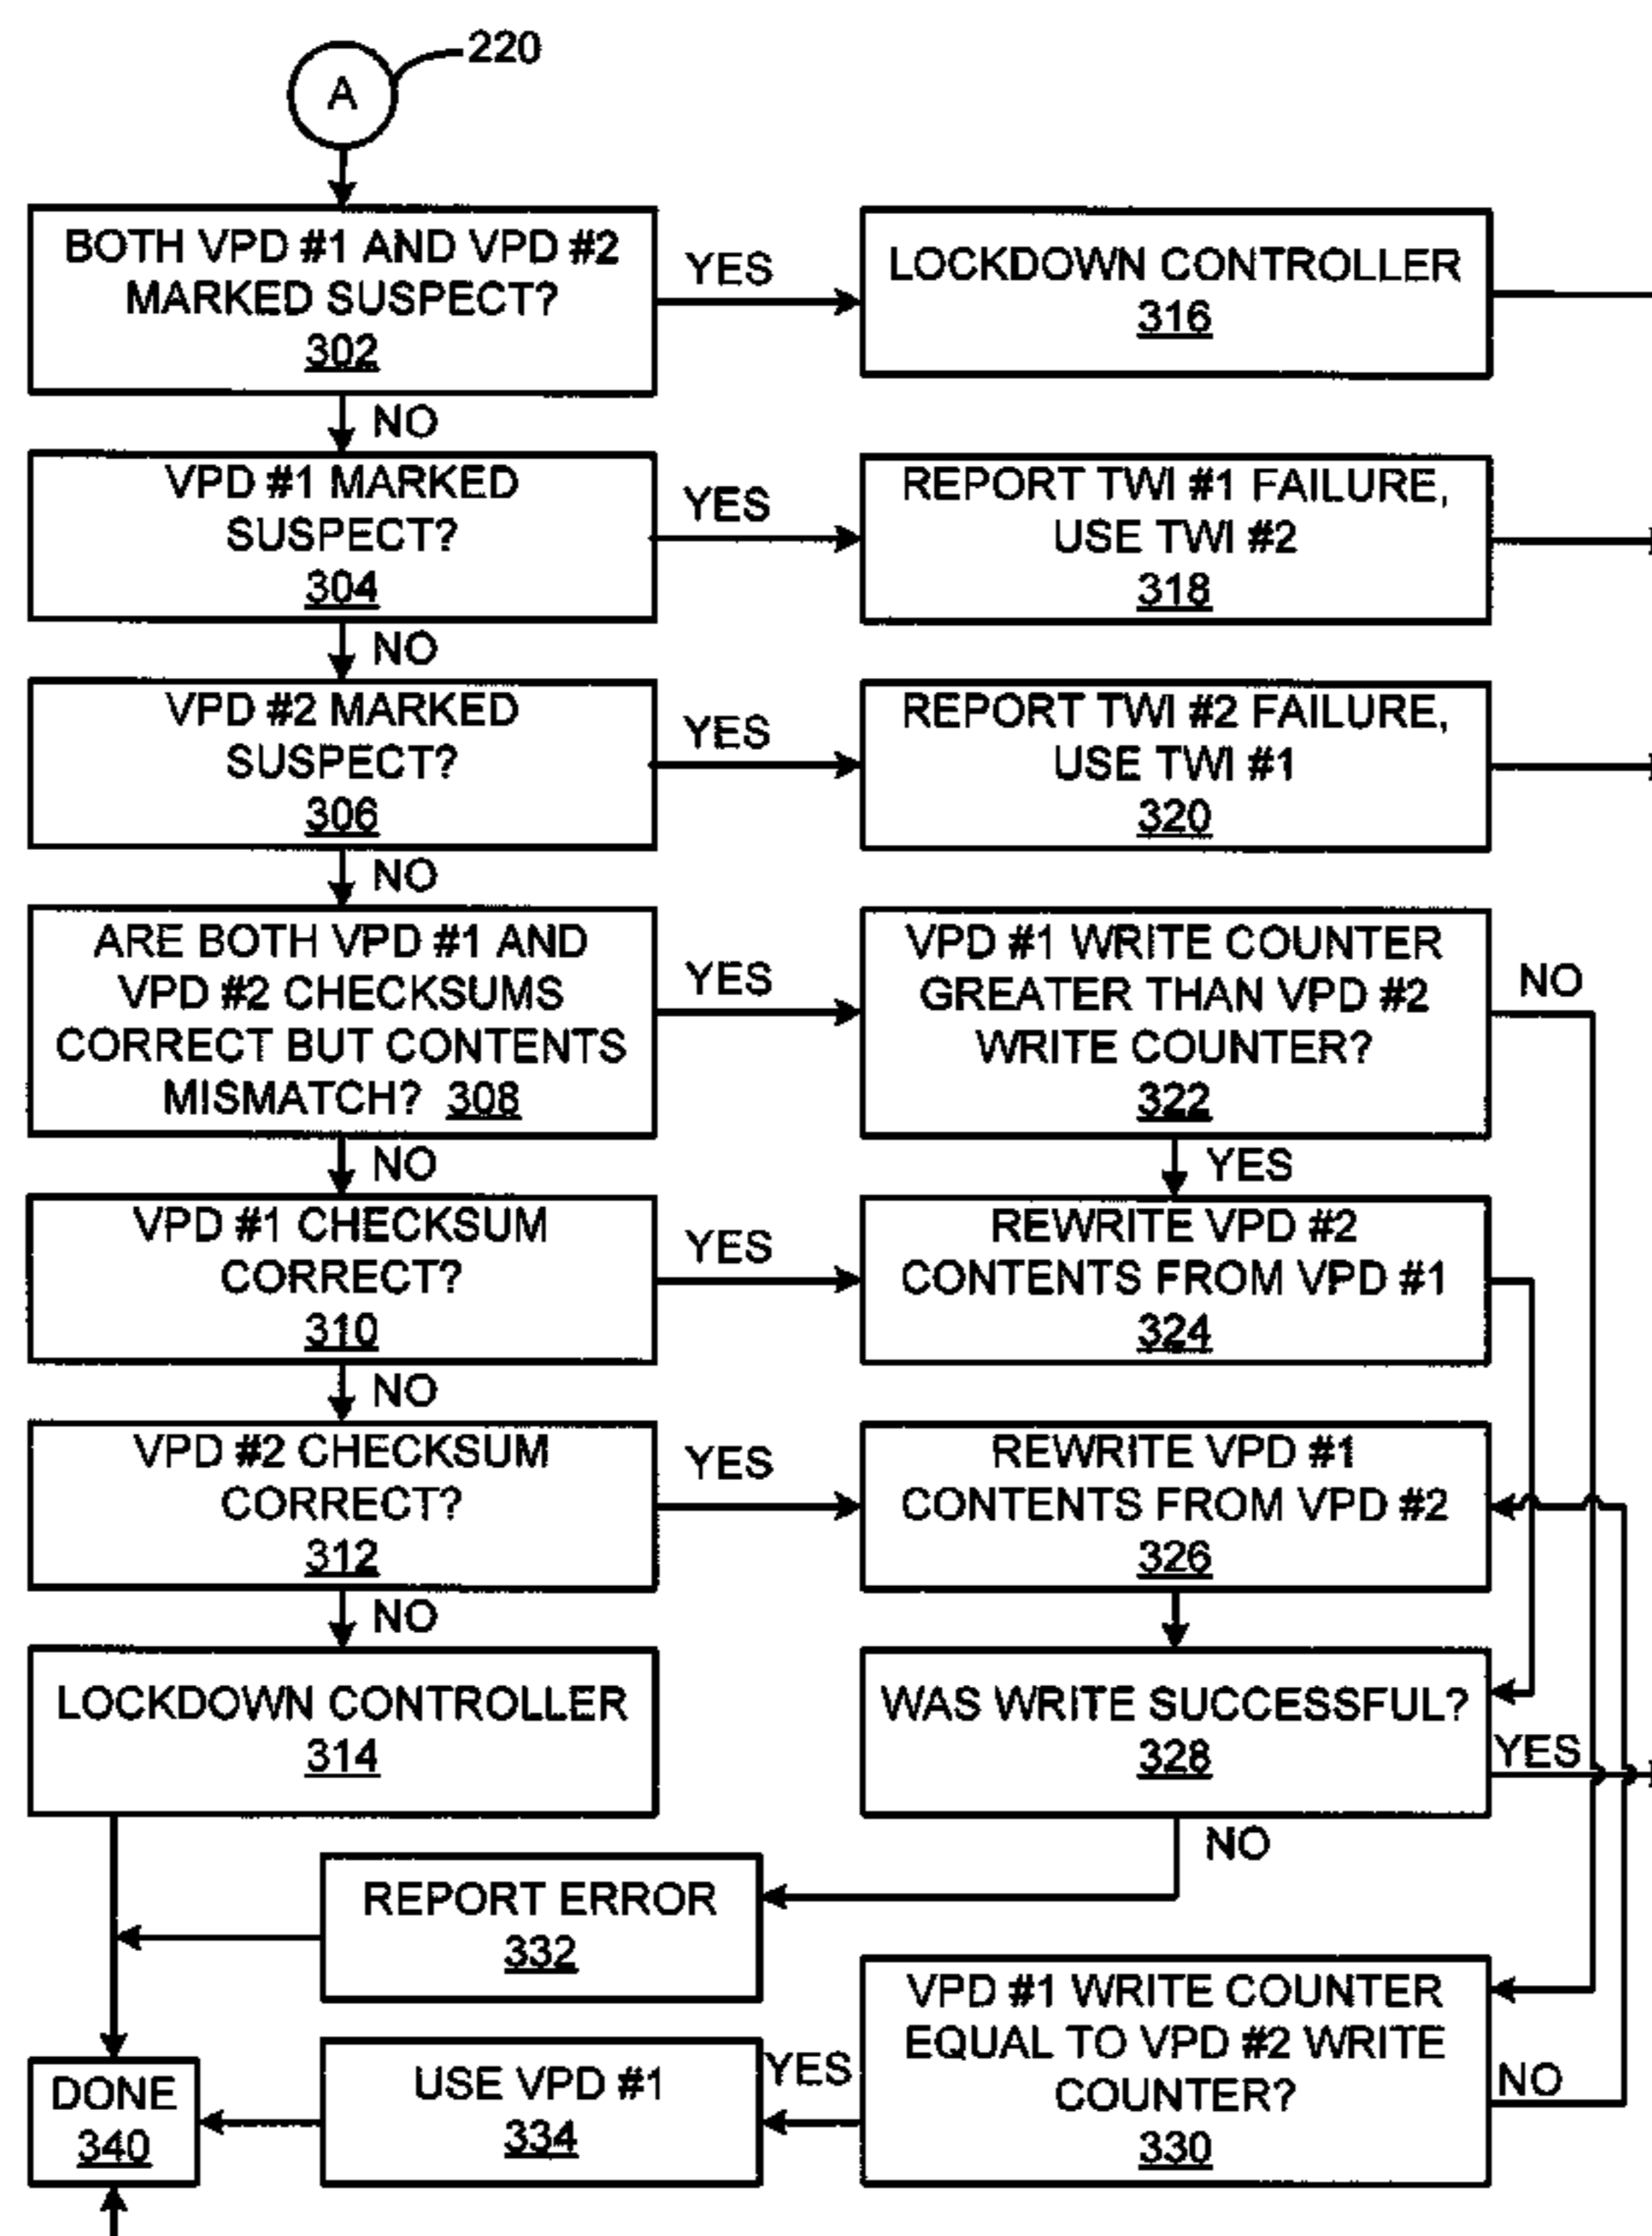 220
A
BOTH VPD #1 AND VPD #2
MARKED SUSPECT?
302
YES
LOCKDOWN CONTROLLER
316
NO
VPD #1 MARKED
SUSPECT?
304
YES
REPORT TWI #1 FAILURE,
USE TWI #2
318
NO
VPD #2 MARKED
SUSPECT?
306
YES
REPORT TWI #2 FAILURE,
USE TWI #1
320
NO
ARE BOTH VPD #1 AND
VPD #2 CHECKSUMS
CORRECT BUT CONTENTS
MISMATCH? 308
YES
VPD #1 WRITE COUNTER
GREATER THAN VPD #2
WRITE COUNTER?
322
NO
NO
YES
VPD #1 CHECKSUM
CORRECT?
310
YES
REWRITE VPD #2
CONTENTS FROM VPD #1
324
NO
VPD #2 CHECKSUM
CORRECT?
312
YES
REWRITE VPD #1
CONTENTS FROM VPD #2
326
NO
LOCKDOWN CONTROLLER
314
WAS WRITE SUCCESSFUL?
328
YES
NO
REPORT ERROR
332
VPD #1 WRITE COUNTER
EQUAL TO VPD #2 WRITE
COUNTER?
330
NO
YES
USE VPD #1
334
DONE
340